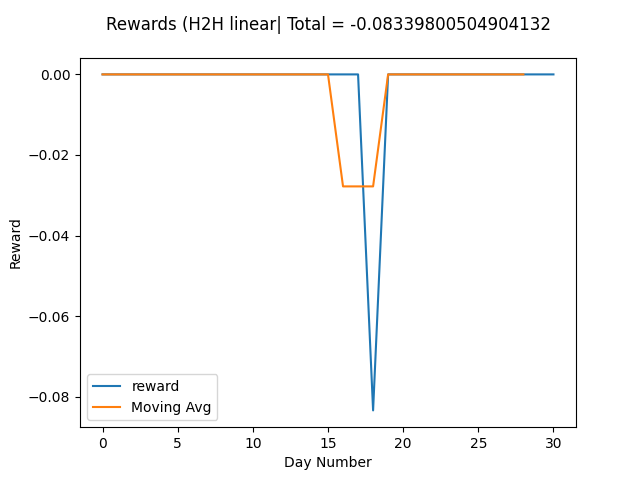 Rewards (H2H linear| Total = -0.08339800504904132
0.00
−0.02
−0.04
−0.06
−0.08
Reward
reward
Moving Avg
0 5 10 15 20 25 30
Day Number